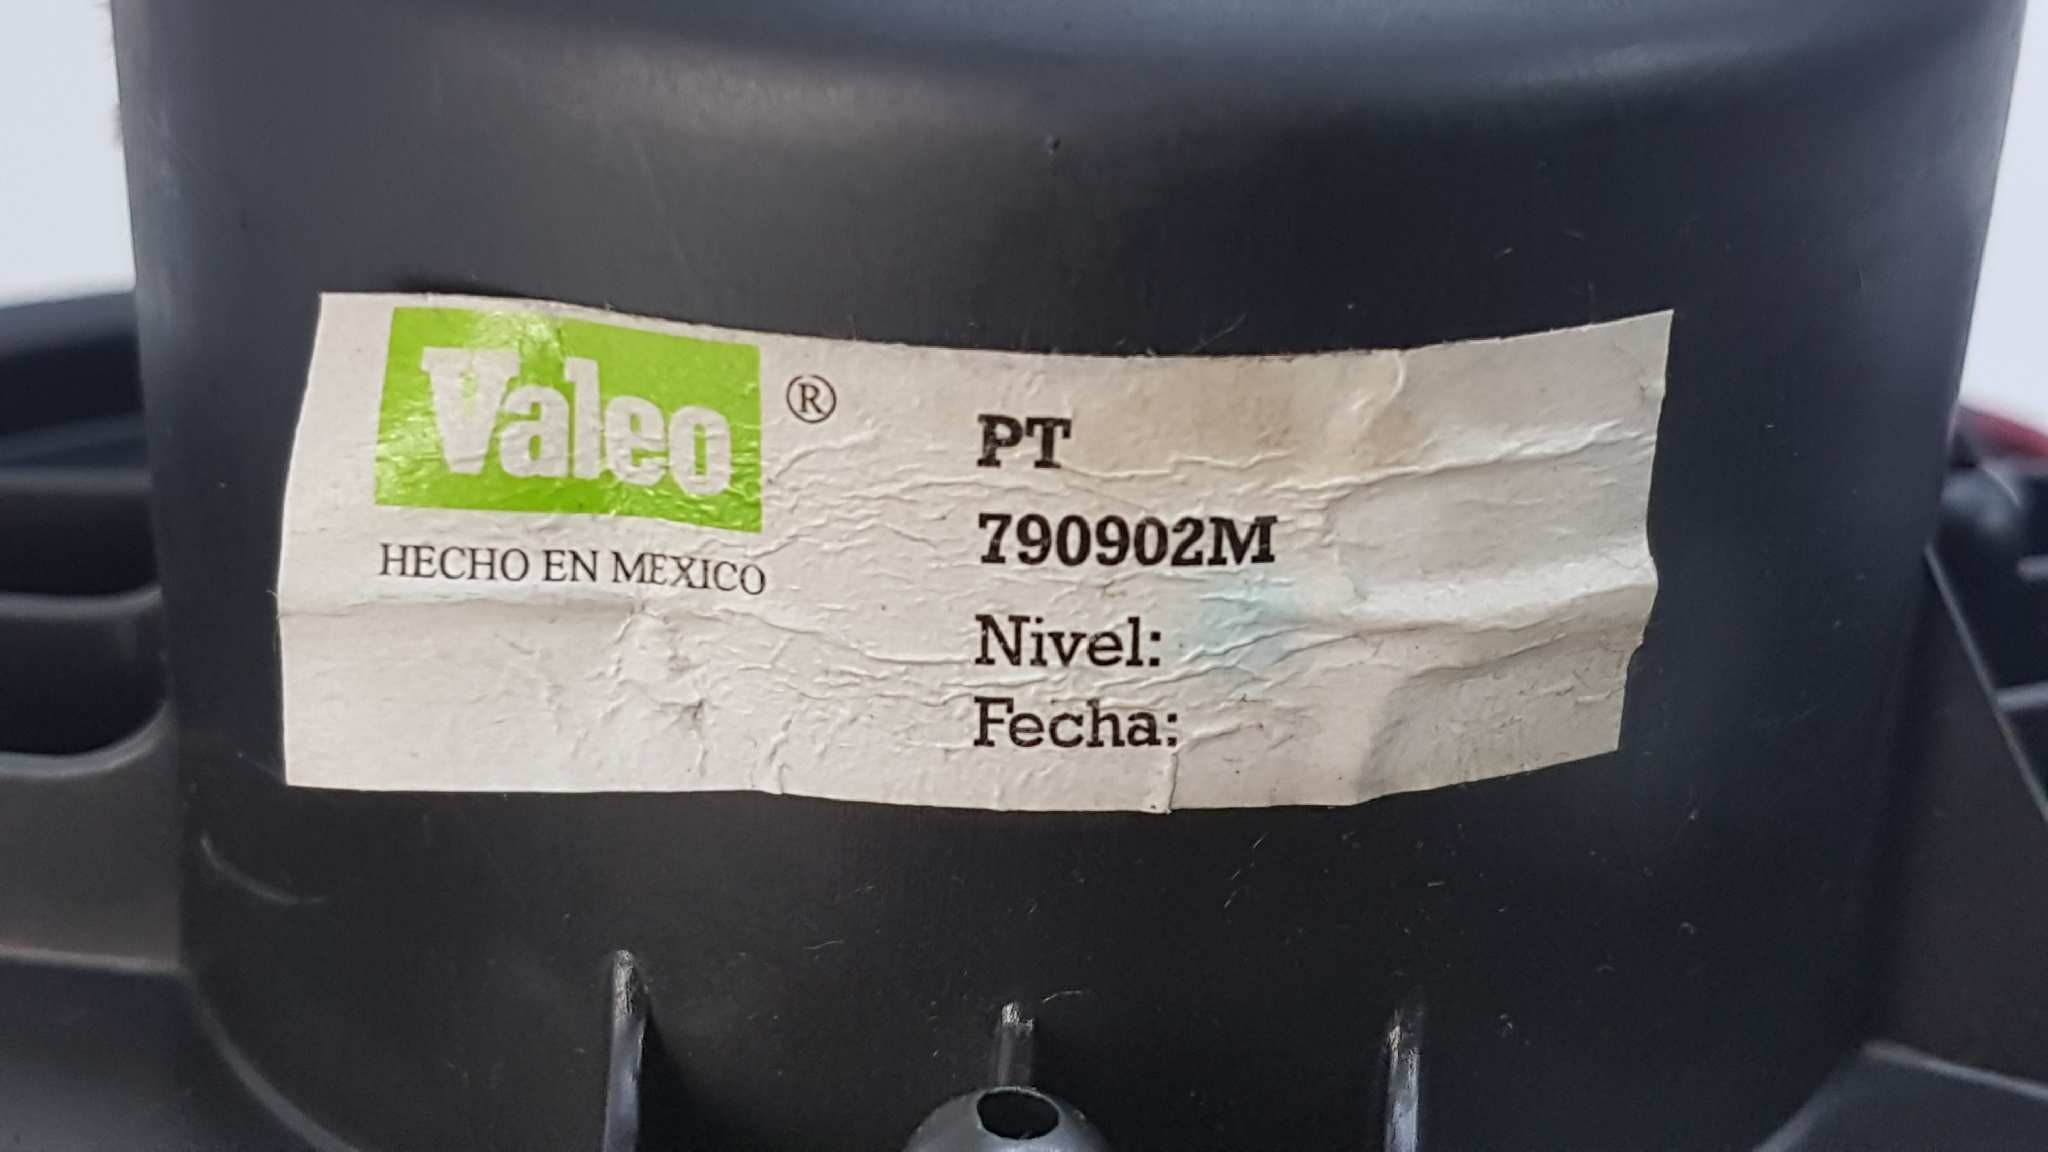 Valeo ®
HECHO EN MEXICO
PT
790902M
Nivel:
Fecha: